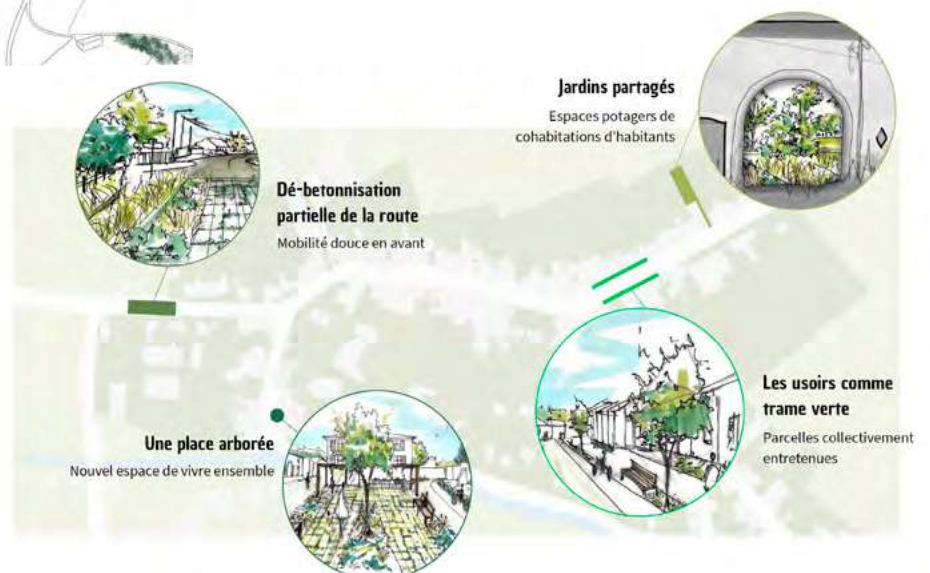 Jardins partagés
Espaces potagers de
cohabitations d'habitants
Dé-betonnisation
partielle de la route
Mobilité douce en avant
Les usoirs comme
trame verte
Parcelles collectivement
entretenues
Une place arborée
Nouvel espace de vivre ensemble